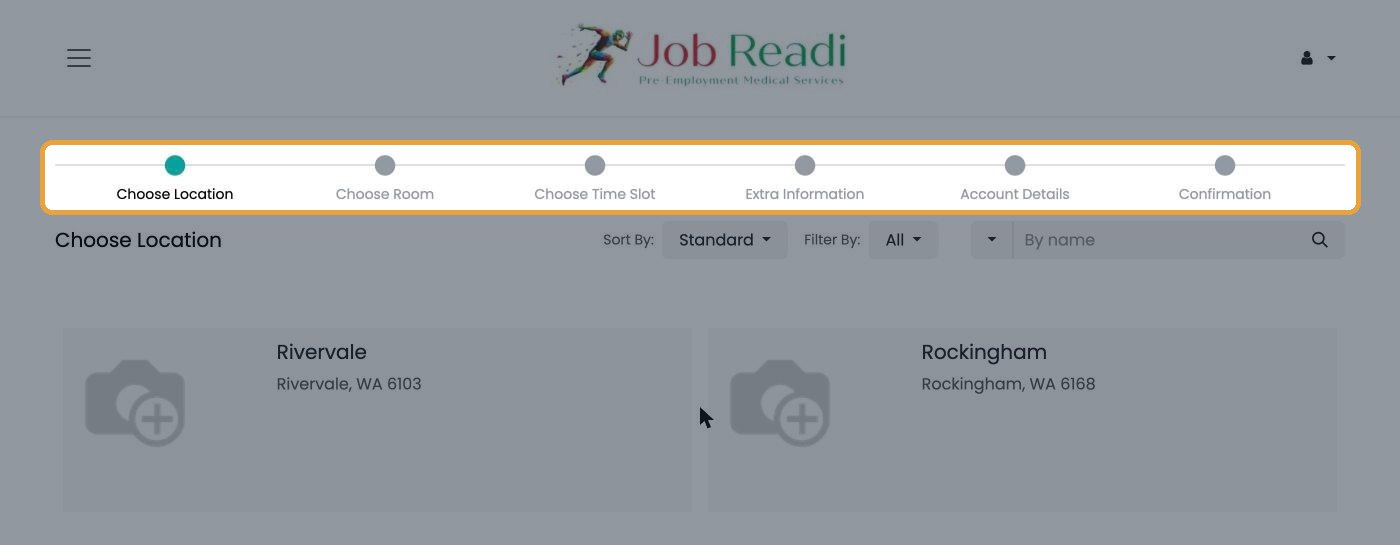 Job Readi
Pre-Employment Medical Services
Choose Location
Choose Room
Choose Time Slot
Extra Information
Account Details
Confirmation
Choose Location
Sort By: Standard
Filter By: All
By name
Rivervale
Rivervale, WA 6103
Rockingham
Rockingham, WA 6168